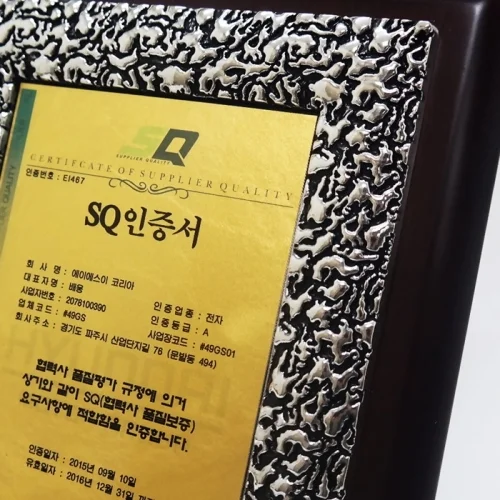 SQ
SUPPLIER QUALITY
CERTIFCATE OF SUPPLIER QUALITY
인증번호 : EI467
SQ인증서
회 사 명 : 에이에스이 코리아
대 표 자 명 : 배웅
사업자번호 : 2078100390
인증업종 : 전자
업 체 코 드 : #49GS
인증등급 : A
회 사 주 소 : 경기도 파주시 산업단지길 76 (문발동 494)
사업장코드 : #49GS01
협력사 품질평가 규정에 의거
상기와 같이 SQ(협력사 품질보증)
요구사항에 적합함을 인증합니다.
인증일자 : 2015년 09월 10일
유효일자 : 2016년 12월 31일
QUALITY